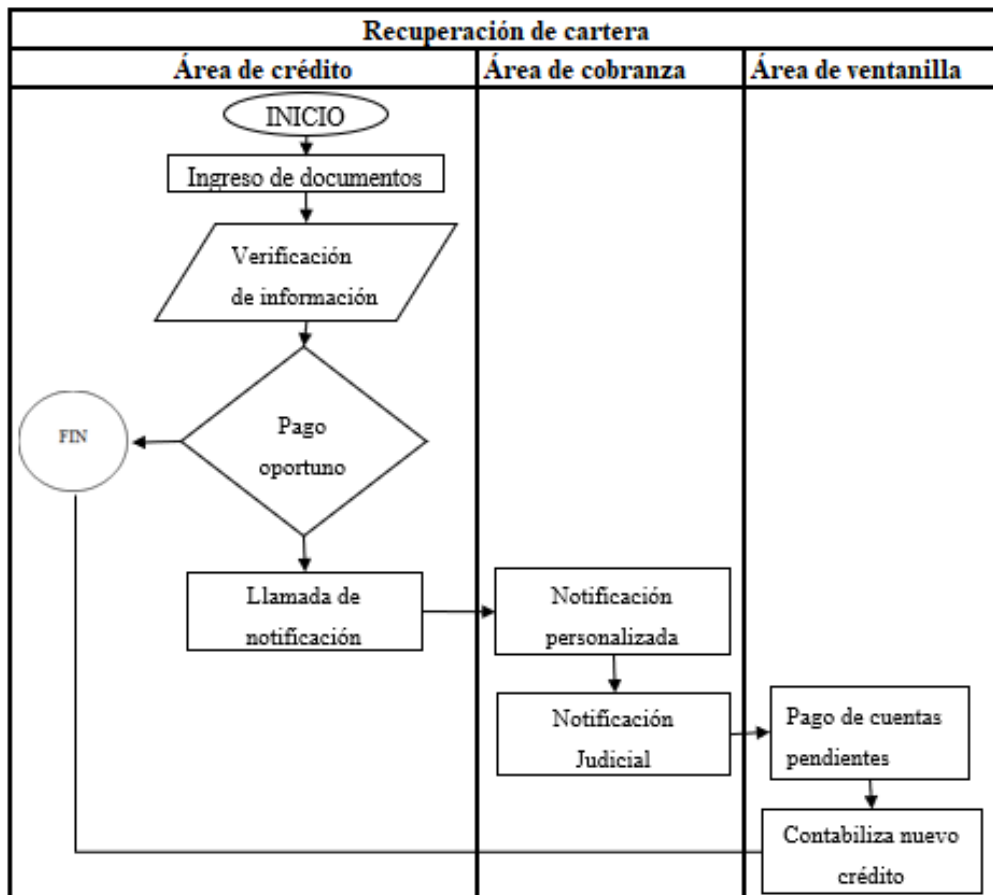 Recuperación de cartera
Área de crédito
Área de cobranza
Área de ventanilla
INICIO
Ingreso de documentos
Verificación
de información
Pago
oportuno
FIN
Llamada de
notificación
Notificación
personalizada
Notificación
Judicial
Pago de cuentas
pendientes
Contabiliza nuevo
crédito